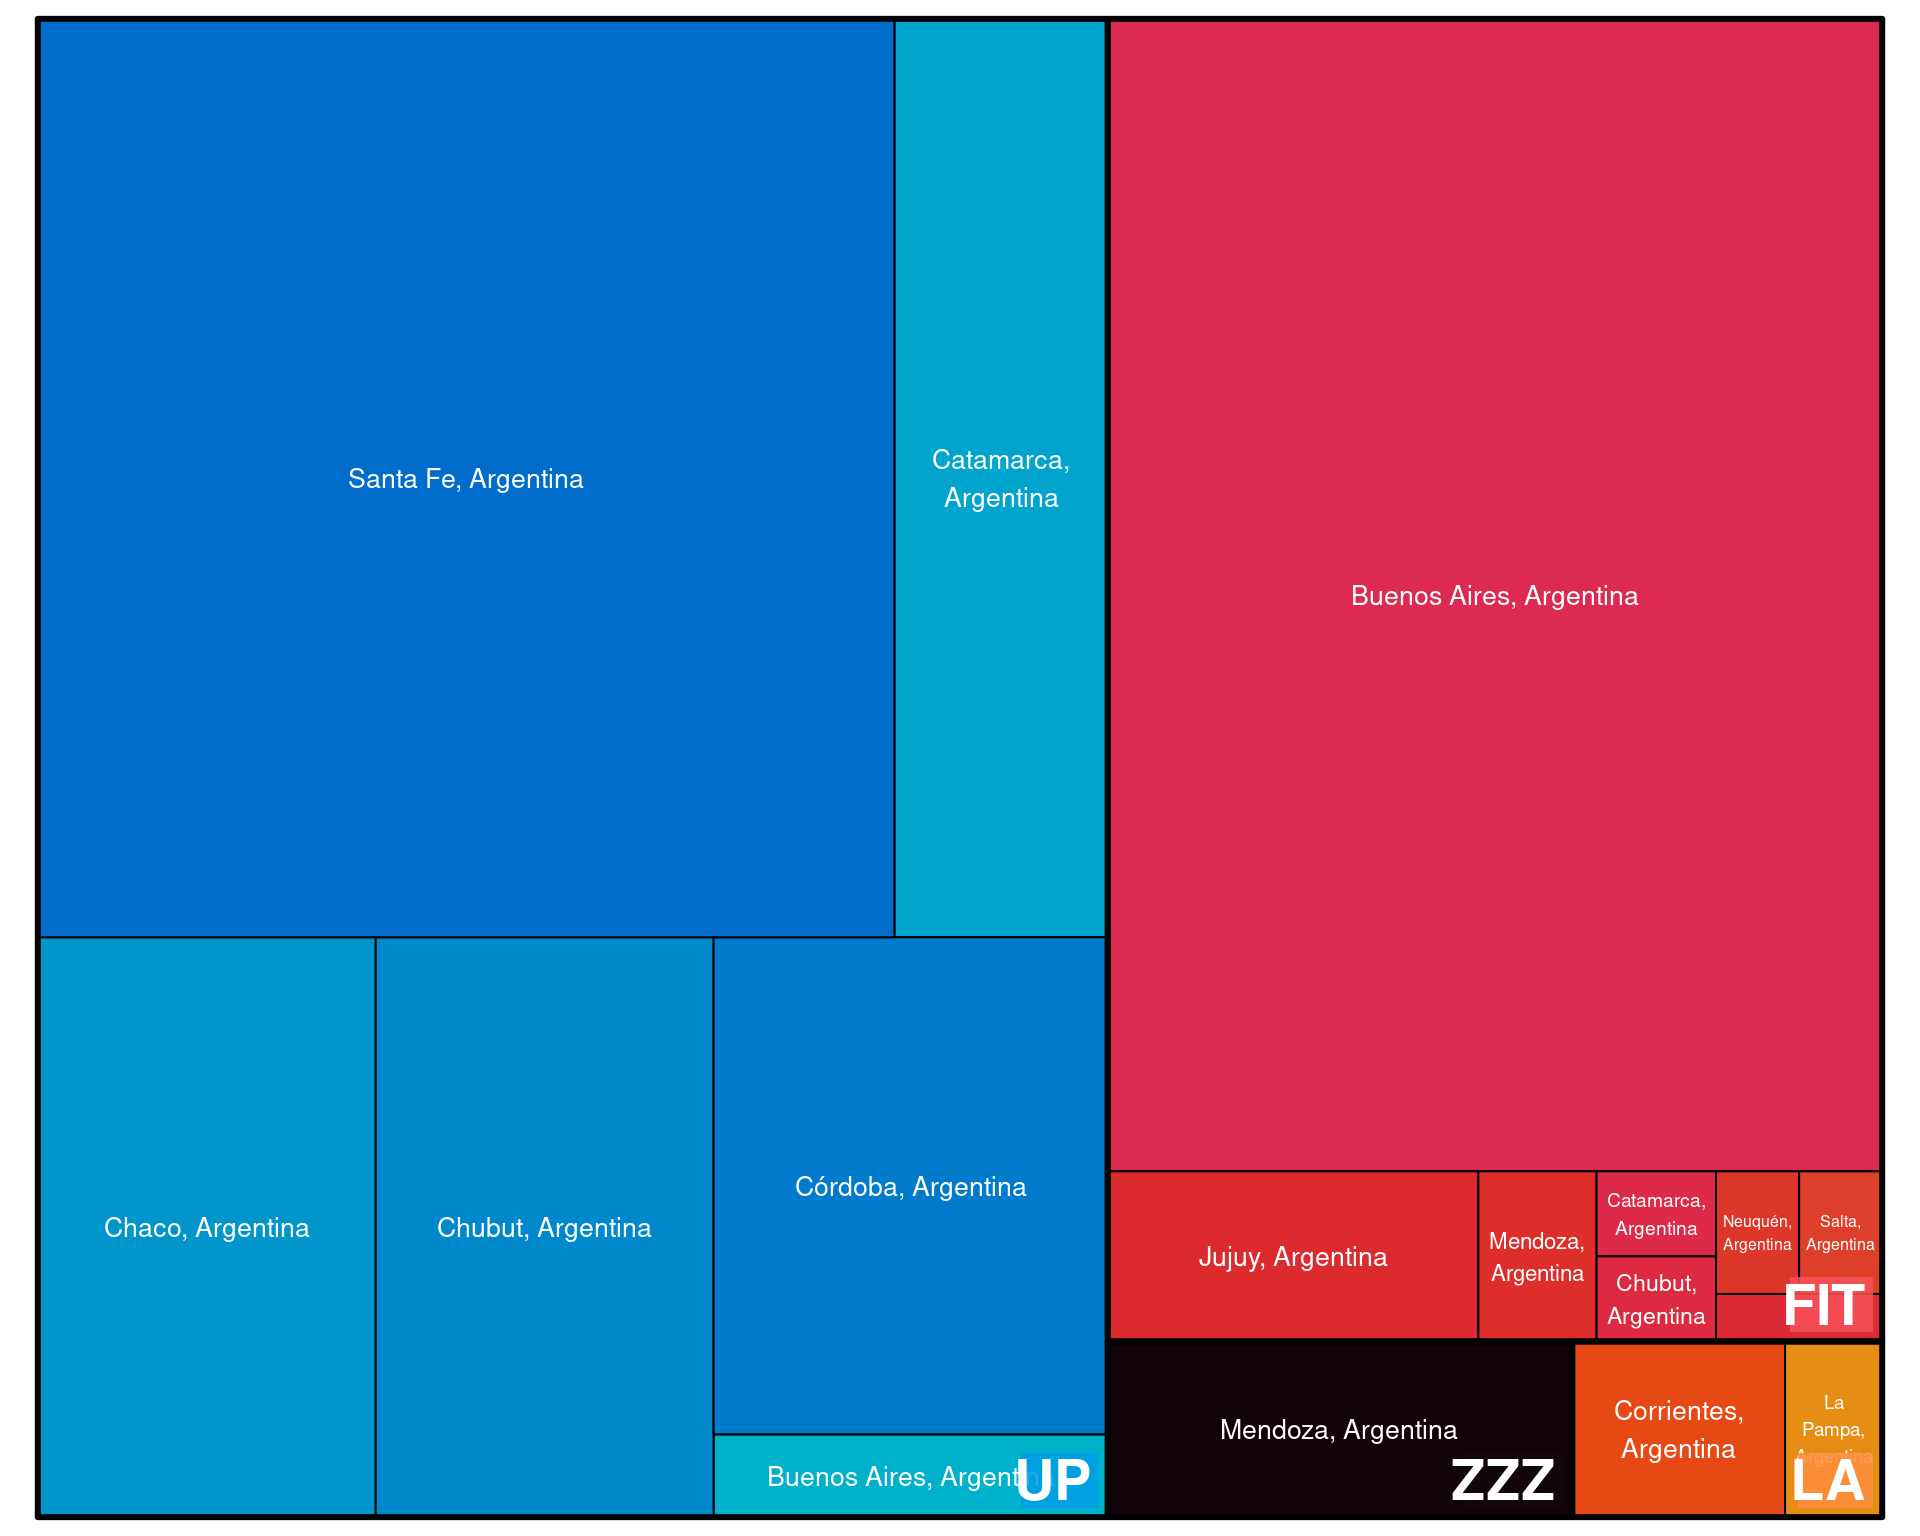 Santa Fe, Argentina
Catamarca,
Argentina
Chaco, Argentina
Chubut, Argentina
Córdoba, Argentina
Buenos Aires, Argentina
UP
Buenos Aires, Argentina
Jujuy, Argentina
Mendoza,
Argentina
Catamarca,
Argentina
Chubut,
Argentina
Neuquén,
Argentina
Salta,
Argentina
FIT
Mendoza, Argentina
ZZZ
Corrientes,
Argentina
La
Pampa,
Argentina
LA